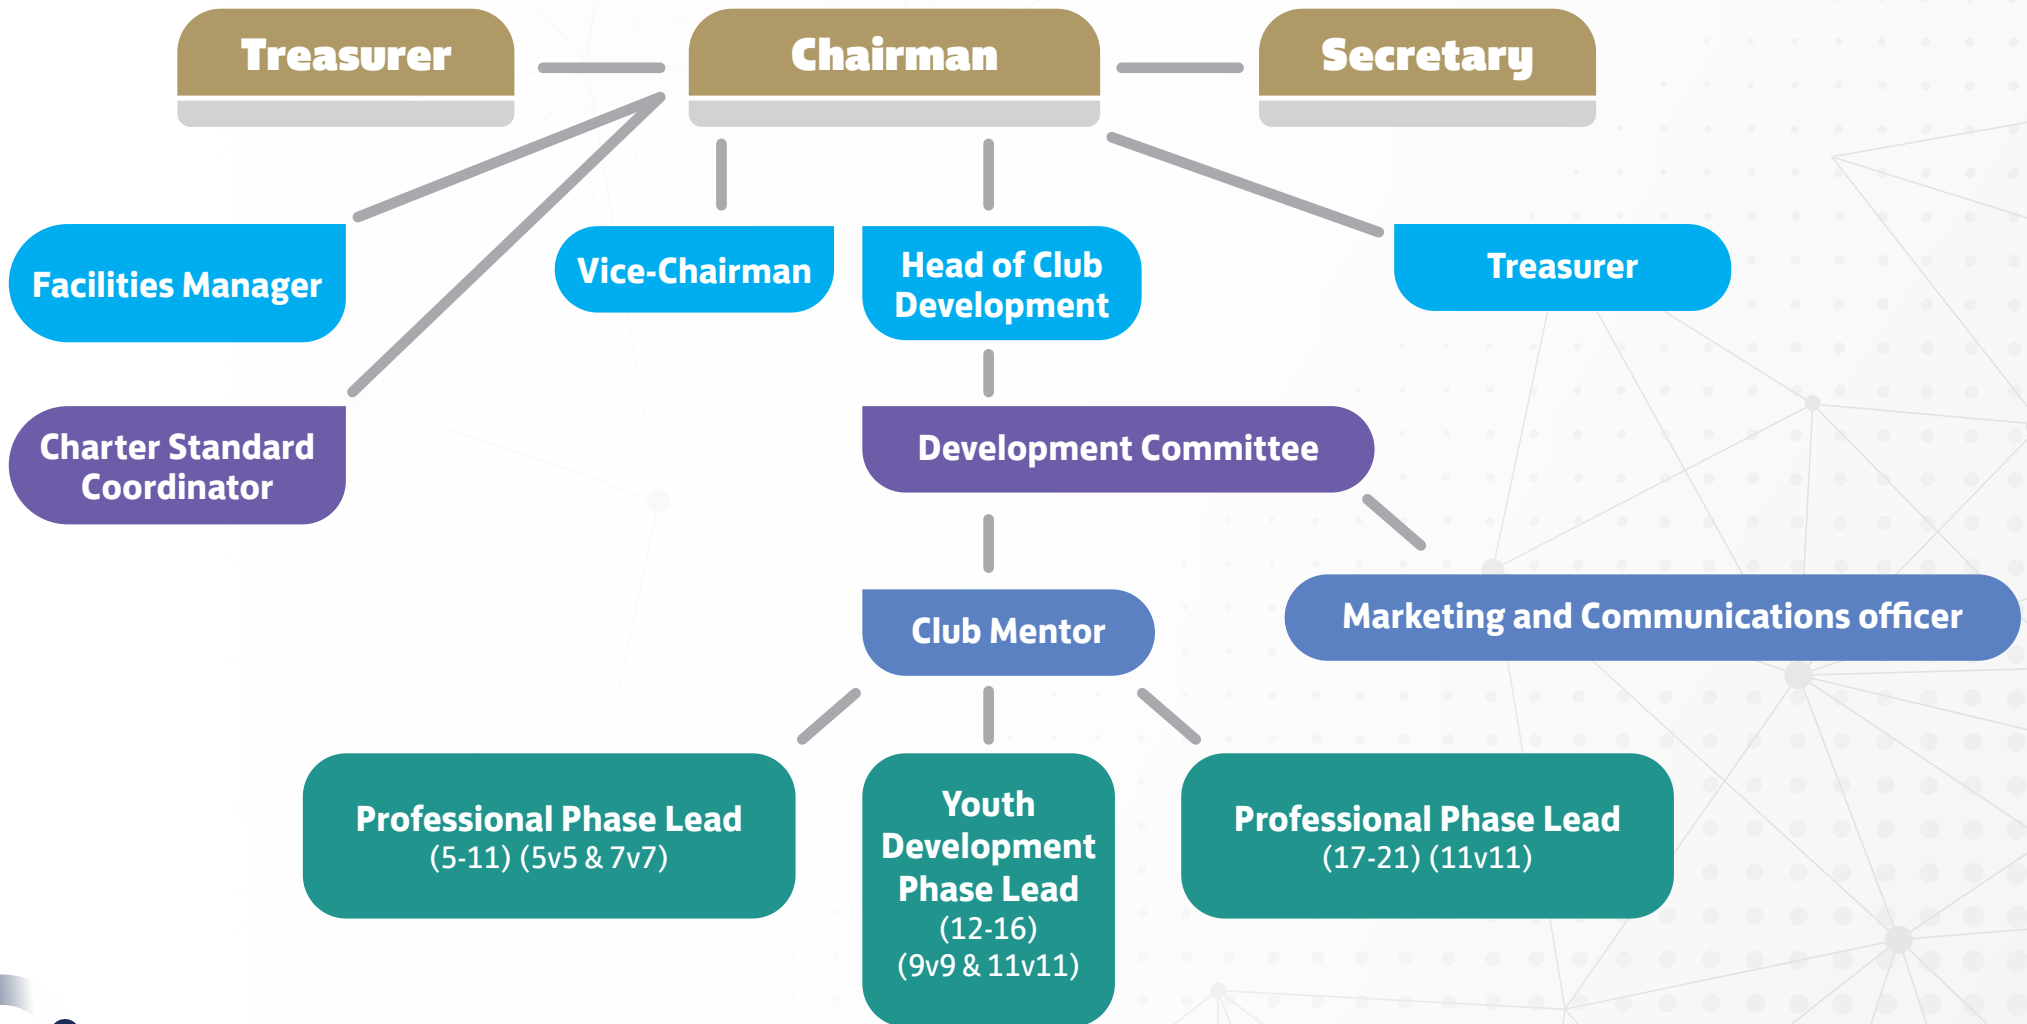 Treasurer
Chairman
Secretary
Facilities Manager
Vice-Chairman
Head of Club
Development
Treasurer
Charter Standard
Coordinator
Development Committee
Club Mentor
Marketing and Communications officer
Professional Phase Lead
(5-11) (5v5 & 7v7)
Youth
Development
Phase Lead
(12-16)
(9v9 & 11v11)
Professional Phase Lead
(17-21) (11v11)